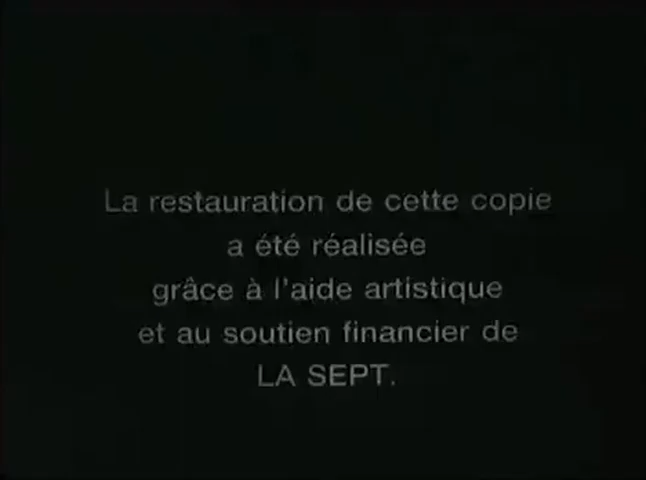 La restauration de cette copie
a été réalisée
grâce à l'aide artistique
et au soutien financier de
LA SEPT.